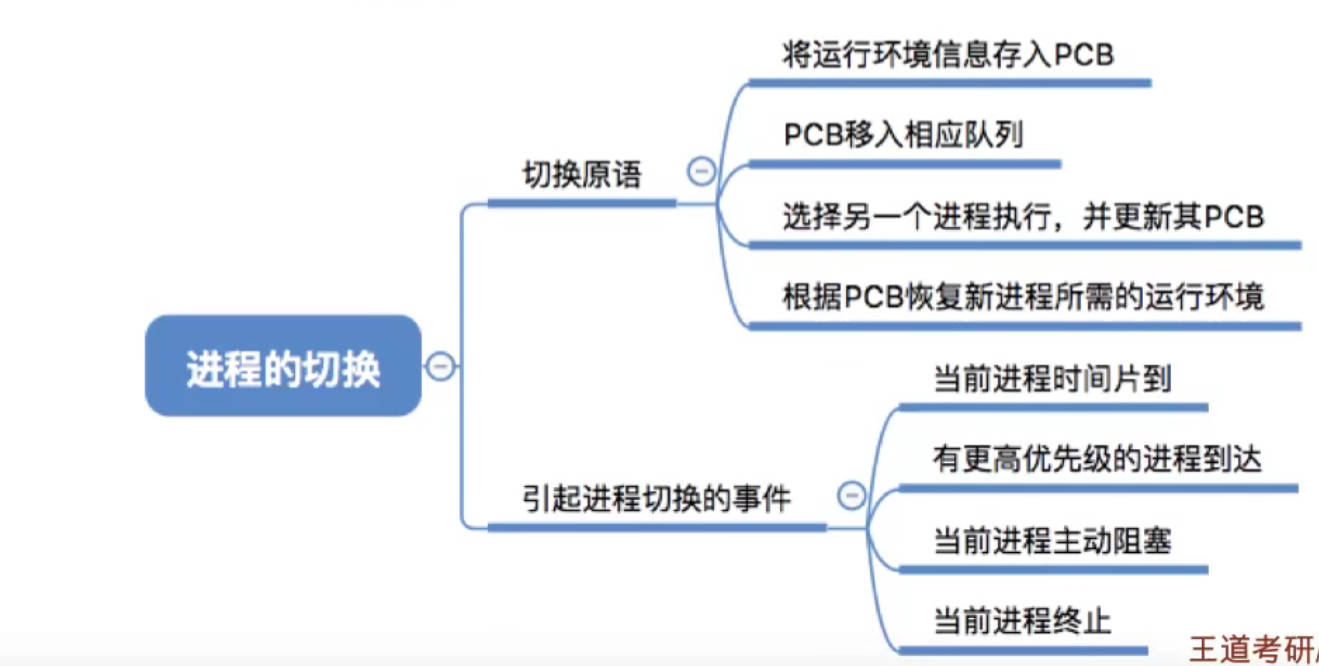 将运行环境信息存入PCB
PCB移入相应队列
切换原语
选择另一个进程执行，并更新其PCB
根据PCB恢复新进程所需的运行环境
进程的切换
当前进程时间片到
有更高优先级的进程到达
引起进程切换的事件
当前进程主动阻塞
当前进程终止
王道考研/